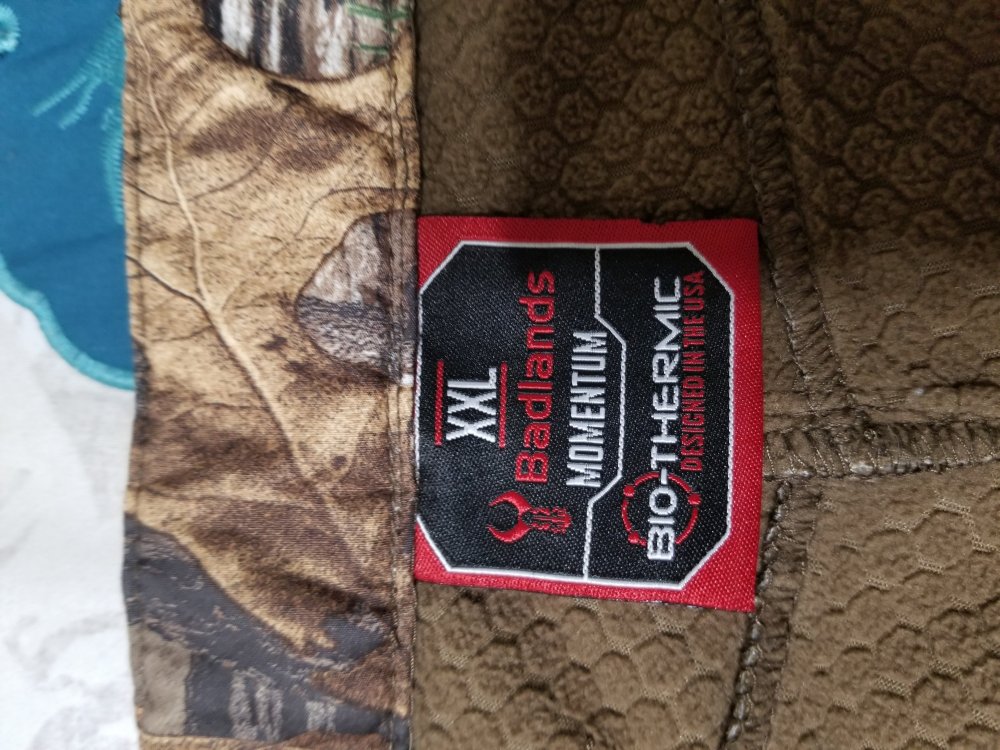 XXL
Badlands
MOMENTUM
BIO-THERMIC
DESIGNED IN THE USA